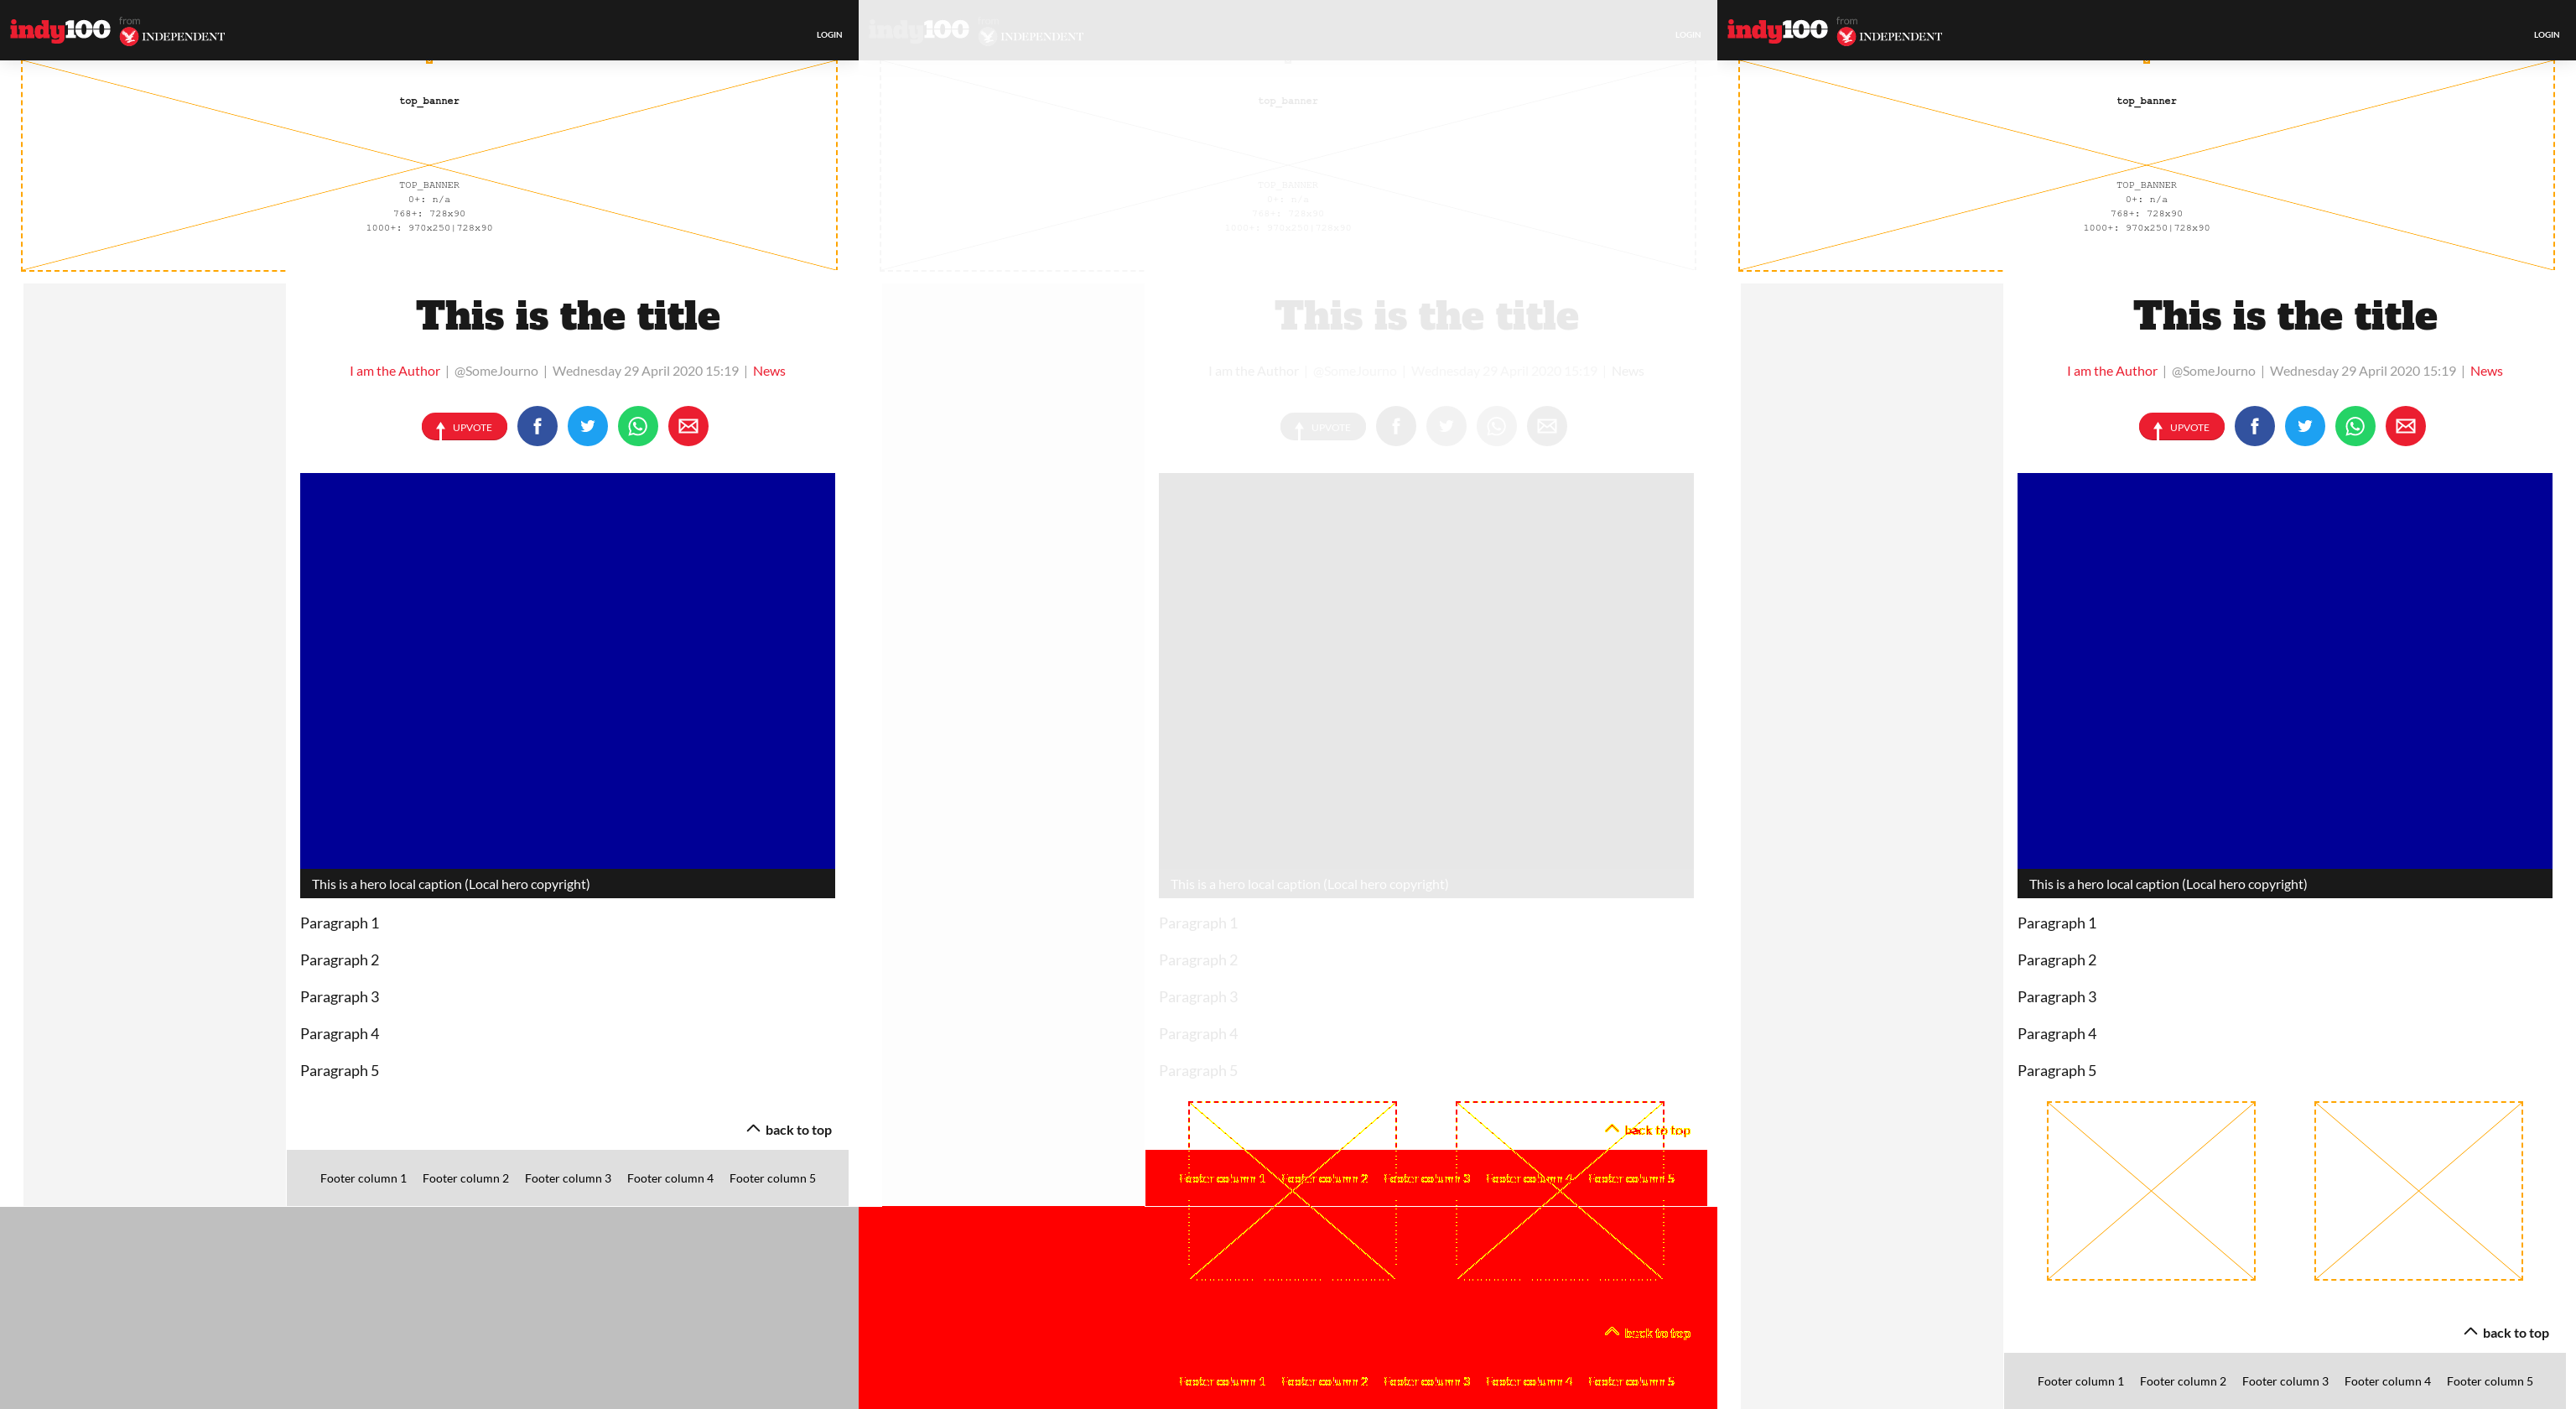 indy100 from INDEPENDENT
LOGIN
top_banner
TOP_BANNER
0+: n/a
768+: 728x90
1000+: 970x250|728x90
This is the title
I am the Author | @SomeJourno | Wednesday 29 April 2020 15:19 | News
UPVOTE
This is a hero local caption (Local hero copyright)
Paragraph 1
Paragraph 2
Paragraph 3
Paragraph 4
Paragraph 5
back to top
Footer column 1 Footer column 2 Footer column 3 Footer column 4 Footer column 5
indy100 INDEPENDENT
LOGIN
top_banner
TOP_BANNER
0+: n/a
768+: 728x90
1000+: 970x250|728x90
This is the title
I am the Author | @SomeJourno | Wednesday 29 April 2020 15:19 | News
UPVOTE
This is a hero local caption (Local hero copyright)
Paragraph 1
Paragraph 2
Paragraph 3
Paragraph 4
Paragraph 5
back to top
Footer column 1 Footer column 2 Footer column 3 Footer column 4 Footer column 5
back to top
Footer column 1 Footer column 2 Footer column 3 Footer column 4 Footer column 5
indy100 from INDEPENDENT
LOGIN
top_banner
TOP_BANNER
0+: n/a
768+: 728x90
1000+: 970x250|728x90
This is the title
I am the Author | @SomeJourno | Wednesday 29 April 2020 15:19 | News
UPVOTE
This is a hero local caption (Local hero copyright)
Paragraph 1
Paragraph 2
Paragraph 3
Paragraph 4
Paragraph 5
back to top
Footer column 1 Footer column 2 Footer column 3 Footer column 4 Footer column 5